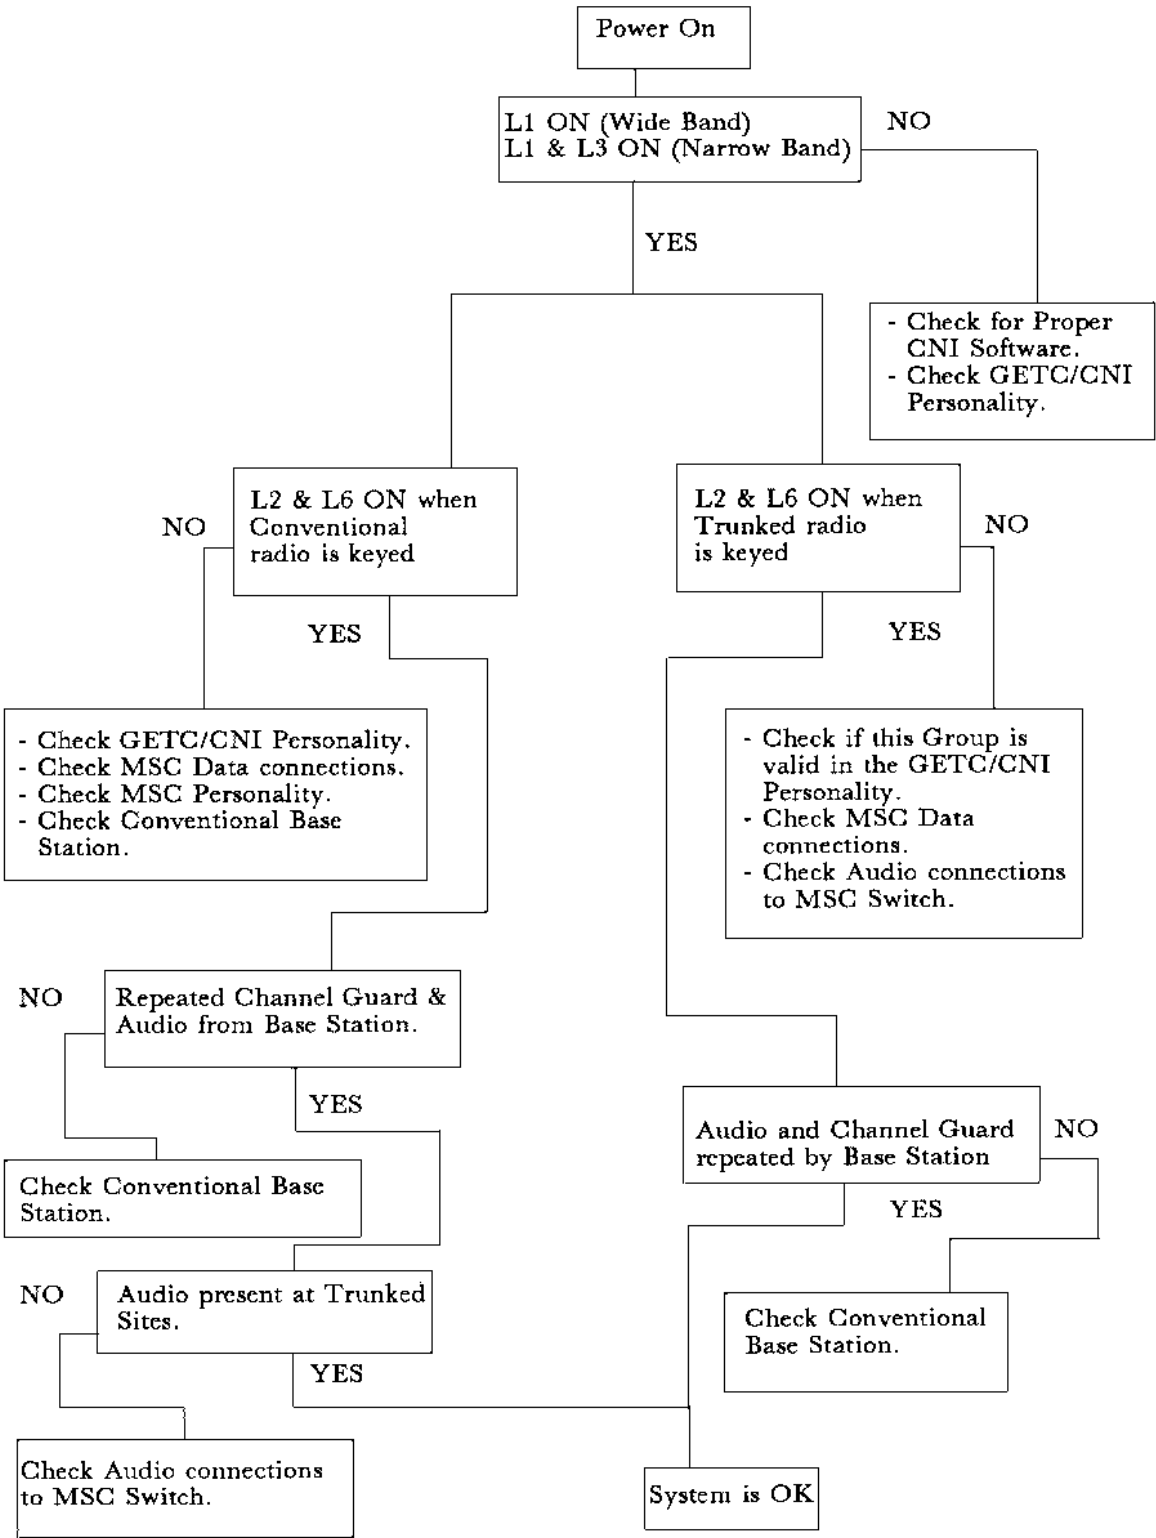 Power On
L1 ON (Wide Band)
L1 & L3 ON (Narrow Band)
NO
YES
- Check for Proper
CNI Software.
- Check GETC/CNI
Personality.
L2 & L6 ON when
Conventional
radio is keyed
NO
YES
L2 & L6 ON when
Trunked radio
is keyed
NO
YES
- Check GETC/CNI Personality.
- Check MSC Data connections.
- Check MSC Personality.
- Check Conventional Base
Station.
- Check if this Group is
valid in the GETC/CNI
Personality.
- Check MSC Data
connections.
- Check Audio connections
to MSC Switch.
NO
Repeated Channel Guard &
Audio from Base Station.
YES
Audio and Channel Guard
repeated by Base Station
NO
YES
Check Conventional Base
Station.
NO
Audio present at Trunked
Sites.
YES
Check Conventional
Base Station.
Check Audio connections
to MSC Switch.
System is OK